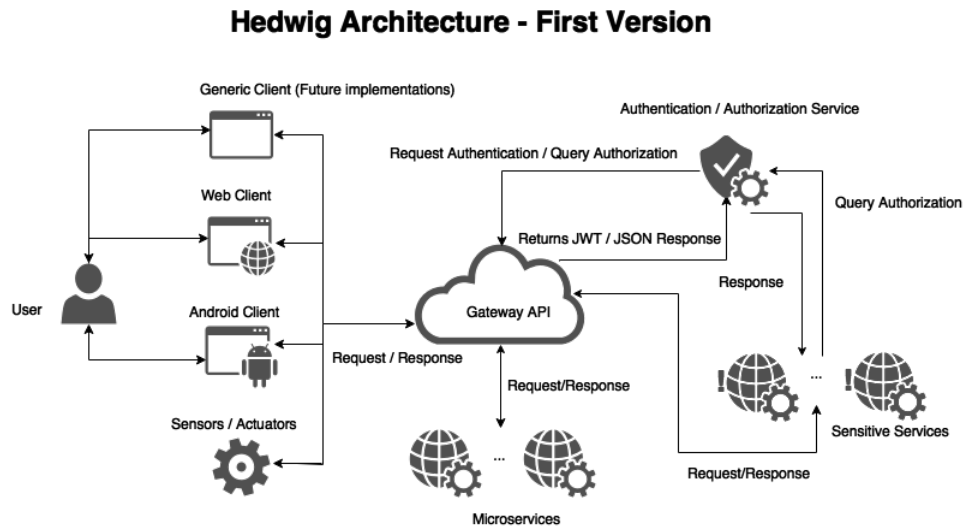 Hedwig Architecture - First Version
Generic Client (Future implementations)
Authentication / Authorization Service
Request Authentication / Query Authorization
Web Client
Query Authorization
Returns JWT / JSON Response
Response
User
Android Client
Gateway API
Request / Response
Request/Response
Sensors / Actuators
...
!
... !
Sensitive Services
Request/Response
Microservices